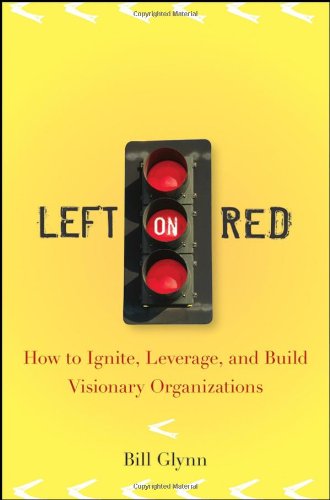 LEFT ON RED
How to Ignite, Leverage, and Build
Visionary Organizations
Bill Glynn